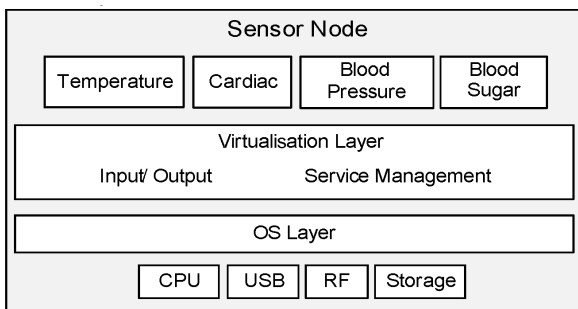 Sensor Node
Temperature
Cardiac
Blood
Pressure
Blood
Sugar
Virtualisation Layer
Input/ Output
Service Management
OS Layer
CPU
USB
RF
Storage